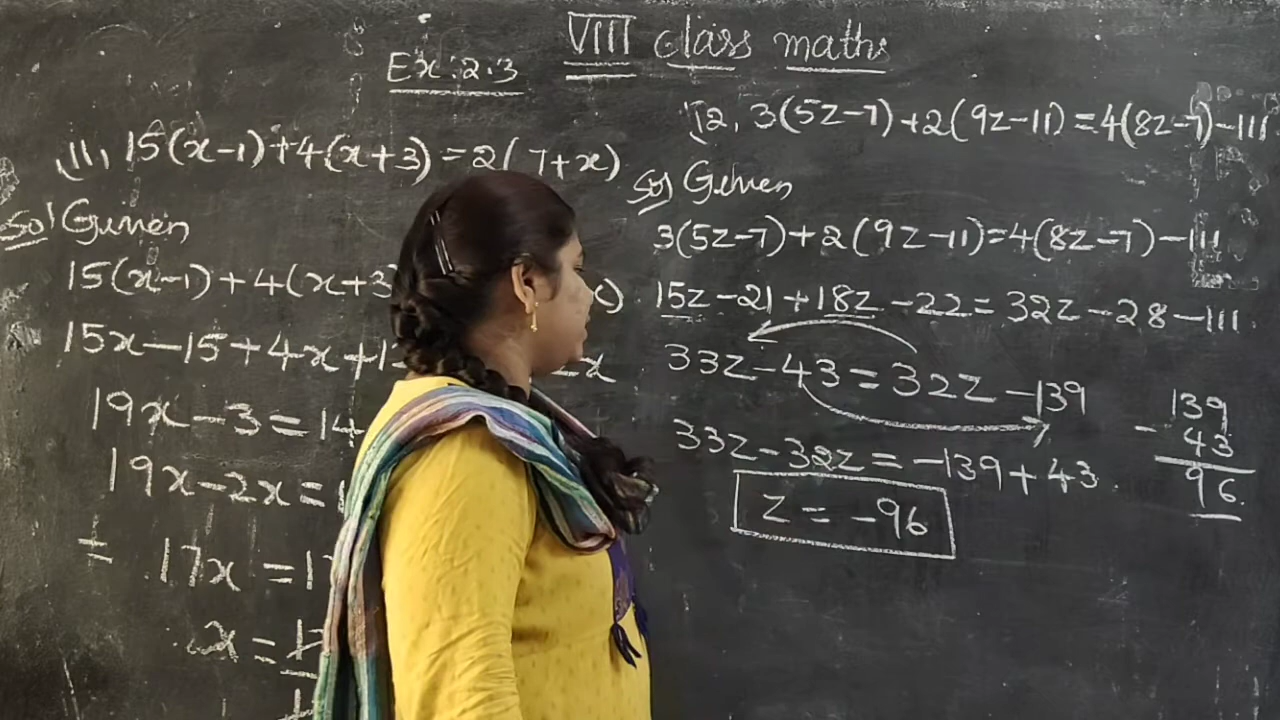 VIII class maths
Ex:2.3
11, 15(x-1)+4(x+3)=2(7+x)
Sol Given
15(x-1)+4(x+3)
15x-15+4x+1
19x-3=14
19x-2x=
17x=1
x=
12, 3(5z-7)+2(9z-11)=4(8z-7)-111
Sol Given
3(5z-7)+2(9z-11)=4(8z-7)-111
15z-21+18z-22=32z-28-111.
33z-43=32z-139
33z-32z=-139+43.
z=-96
139
-43
96.